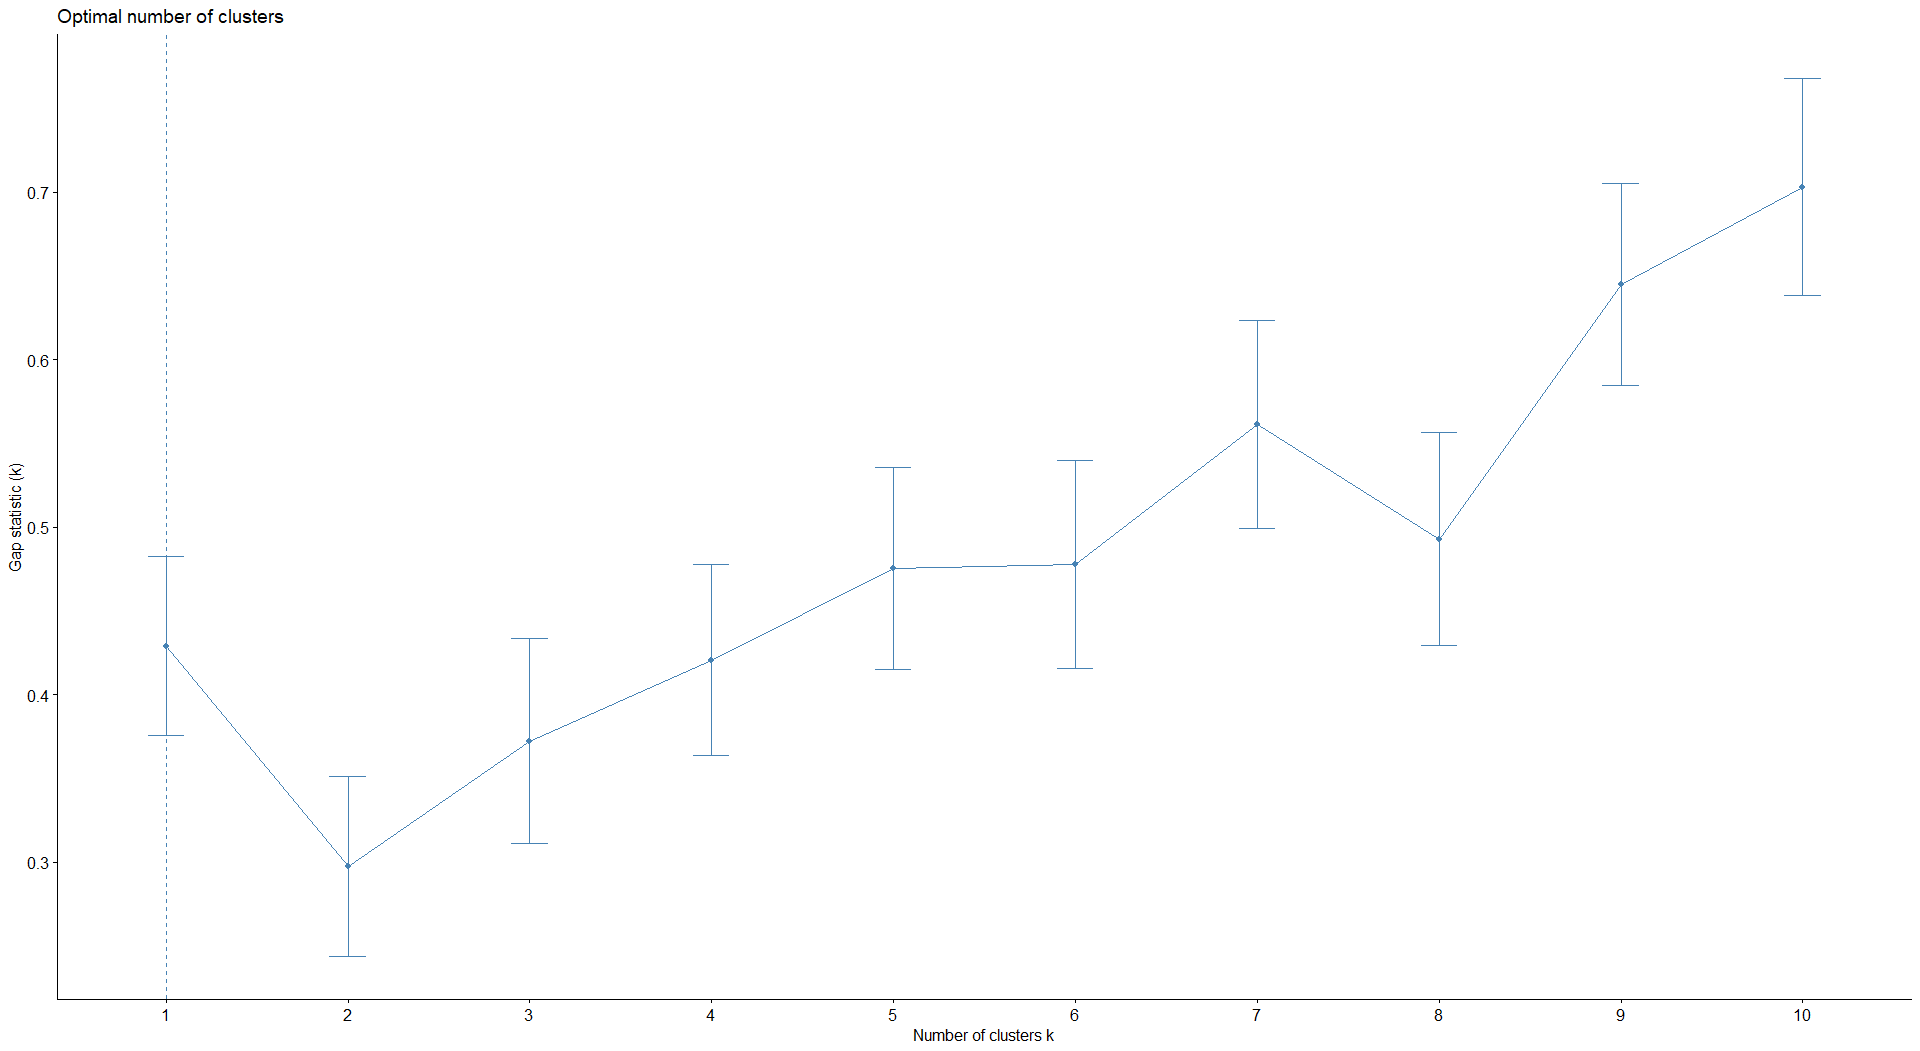 Optimal number of clusters
Gap statistic (k)
0.7
0.6
0.5
0.4
0.3
1 2 3 4 5 6 7 8 9 10
Number of clusters k